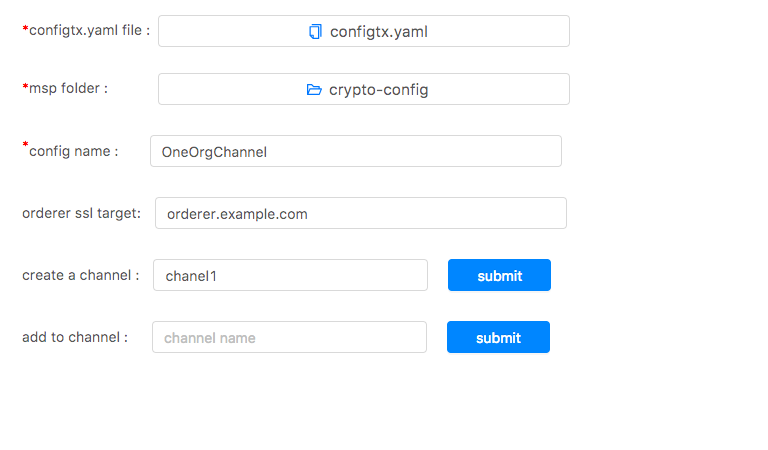 *configtx.yaml file : configtx.yaml
*msp folder : crypto-config
*config name : OneOrgChannel
orderer ssl target: orderer.example.com
create a channel : chanel1 submit
add to channel : channel name submit